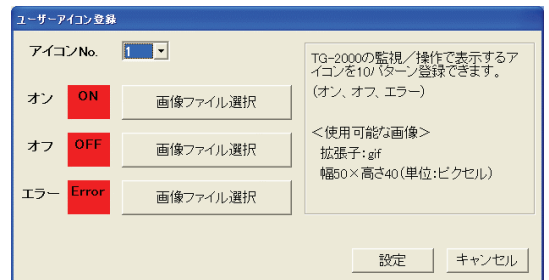 ユーザーアイコン登録
アイコンNo. 1
オン ON 画像ファイル選択
オフ OFF 画像ファイル選択
エラー Error 画像ファイル選択
TG-2000の監視／操作で表示するア
イコンを10パターン登録できます。
（オン、オフ、エラー）
＜使用可能な画像＞
拡張子：gif
幅50×高さ40（単位：ピクセル）
設定 キャンセル